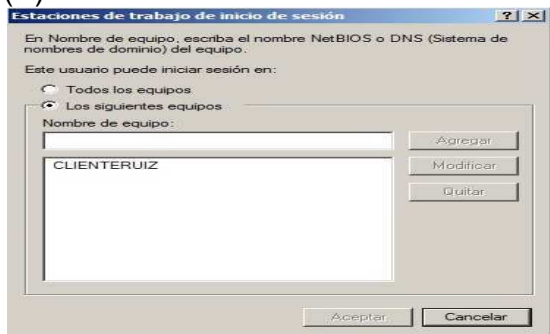 Estaciones de trabajo de inicio de sesión
En Nombre de equipo, escriba el nombre NetBIOS o DNS (Sistema de
nombres de dominio) del equipo.
Este usuario puede iniciar sesión en:
Todos los equipos
Los siguientes equipos
Nombre de equipo:
Agregar
CLIENTERUIZ
Modificar
Quitar
Aceptar
Cancelar